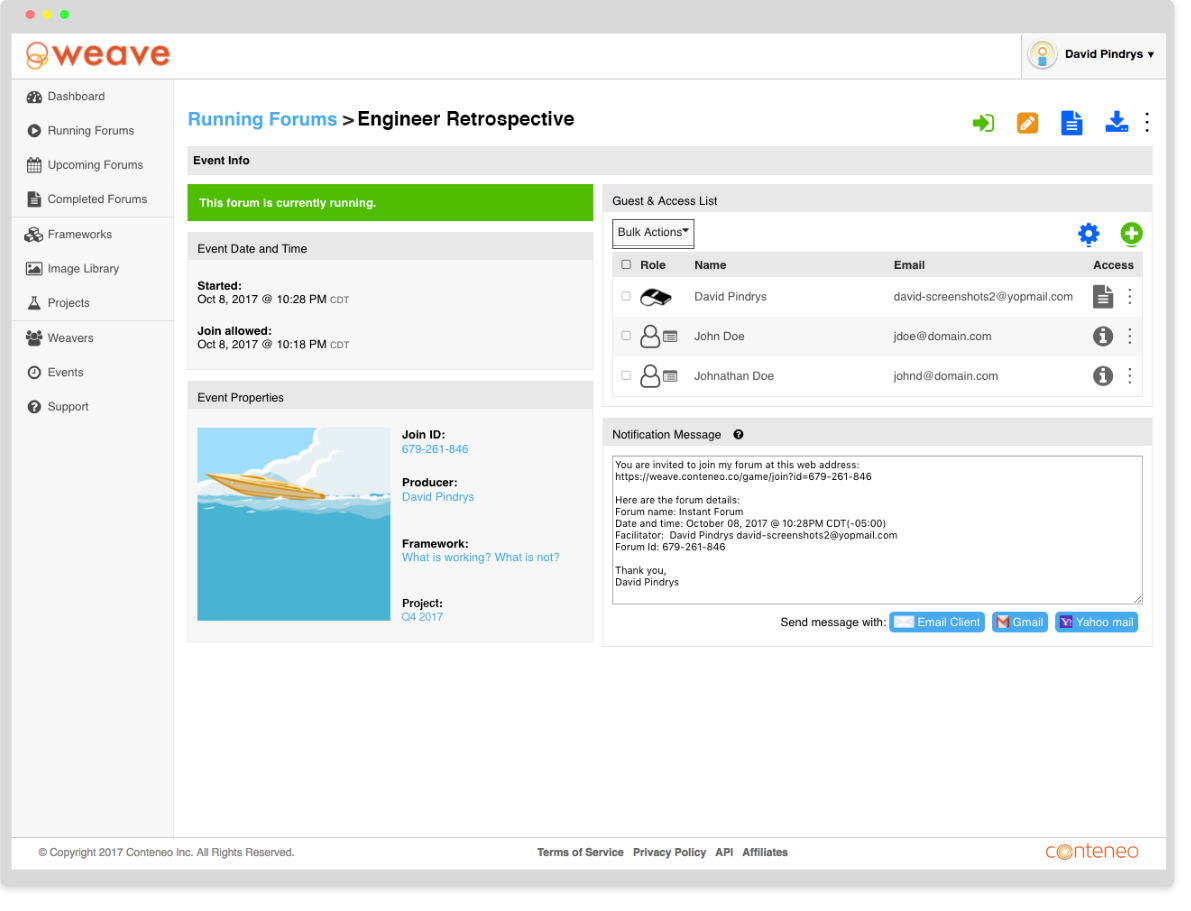 weave
David Pindrys ▾
Dashboard
Running Forums
Upcoming Forums
Completed Forums
Frameworks
Image Library
Projects
Weavers
Events
Support
Running Forums > Engineer Retrospective
Event Info
This forum is currently running.
Event Date and Time
Started:
Oct 8, 2017 @ 10:28 PM CDT
Join allowed:
Oct 8, 2017 @ 10:18 PM CDT
Event Properties
Join ID:
679-261-846
Producer:
David Pindrys
Framework:
What is working? What is not?
Project:
Q4 2017
Guest & Access List
Bulk Actions▾
Role Name Email Access
David Pindrys david-screenshots2@yopmail.com
John Doe jdoe@domain.com
Johnathan Doe johnd@domain.com
Notification Message
You are invited to join my forum at this web address:
https://weave.conteneo.co/game/join?id=679-261-846
Here are the forum details:
Forum name: Instant Forum
Date and time: October 08, 2017 @ 10:28PM CDT(-05:00)
Facilitator:  David Pindrys david-screenshots2@yopmail.com
Forum Id: 679-261-846
Thank you,
David Pindrys
Send message with: Email Client Gmail Yahoo mail
© Copyright 2017 Conteneo Inc. All Rights Reserved.
Terms of Service Privacy Policy API Affiliates
conteneo